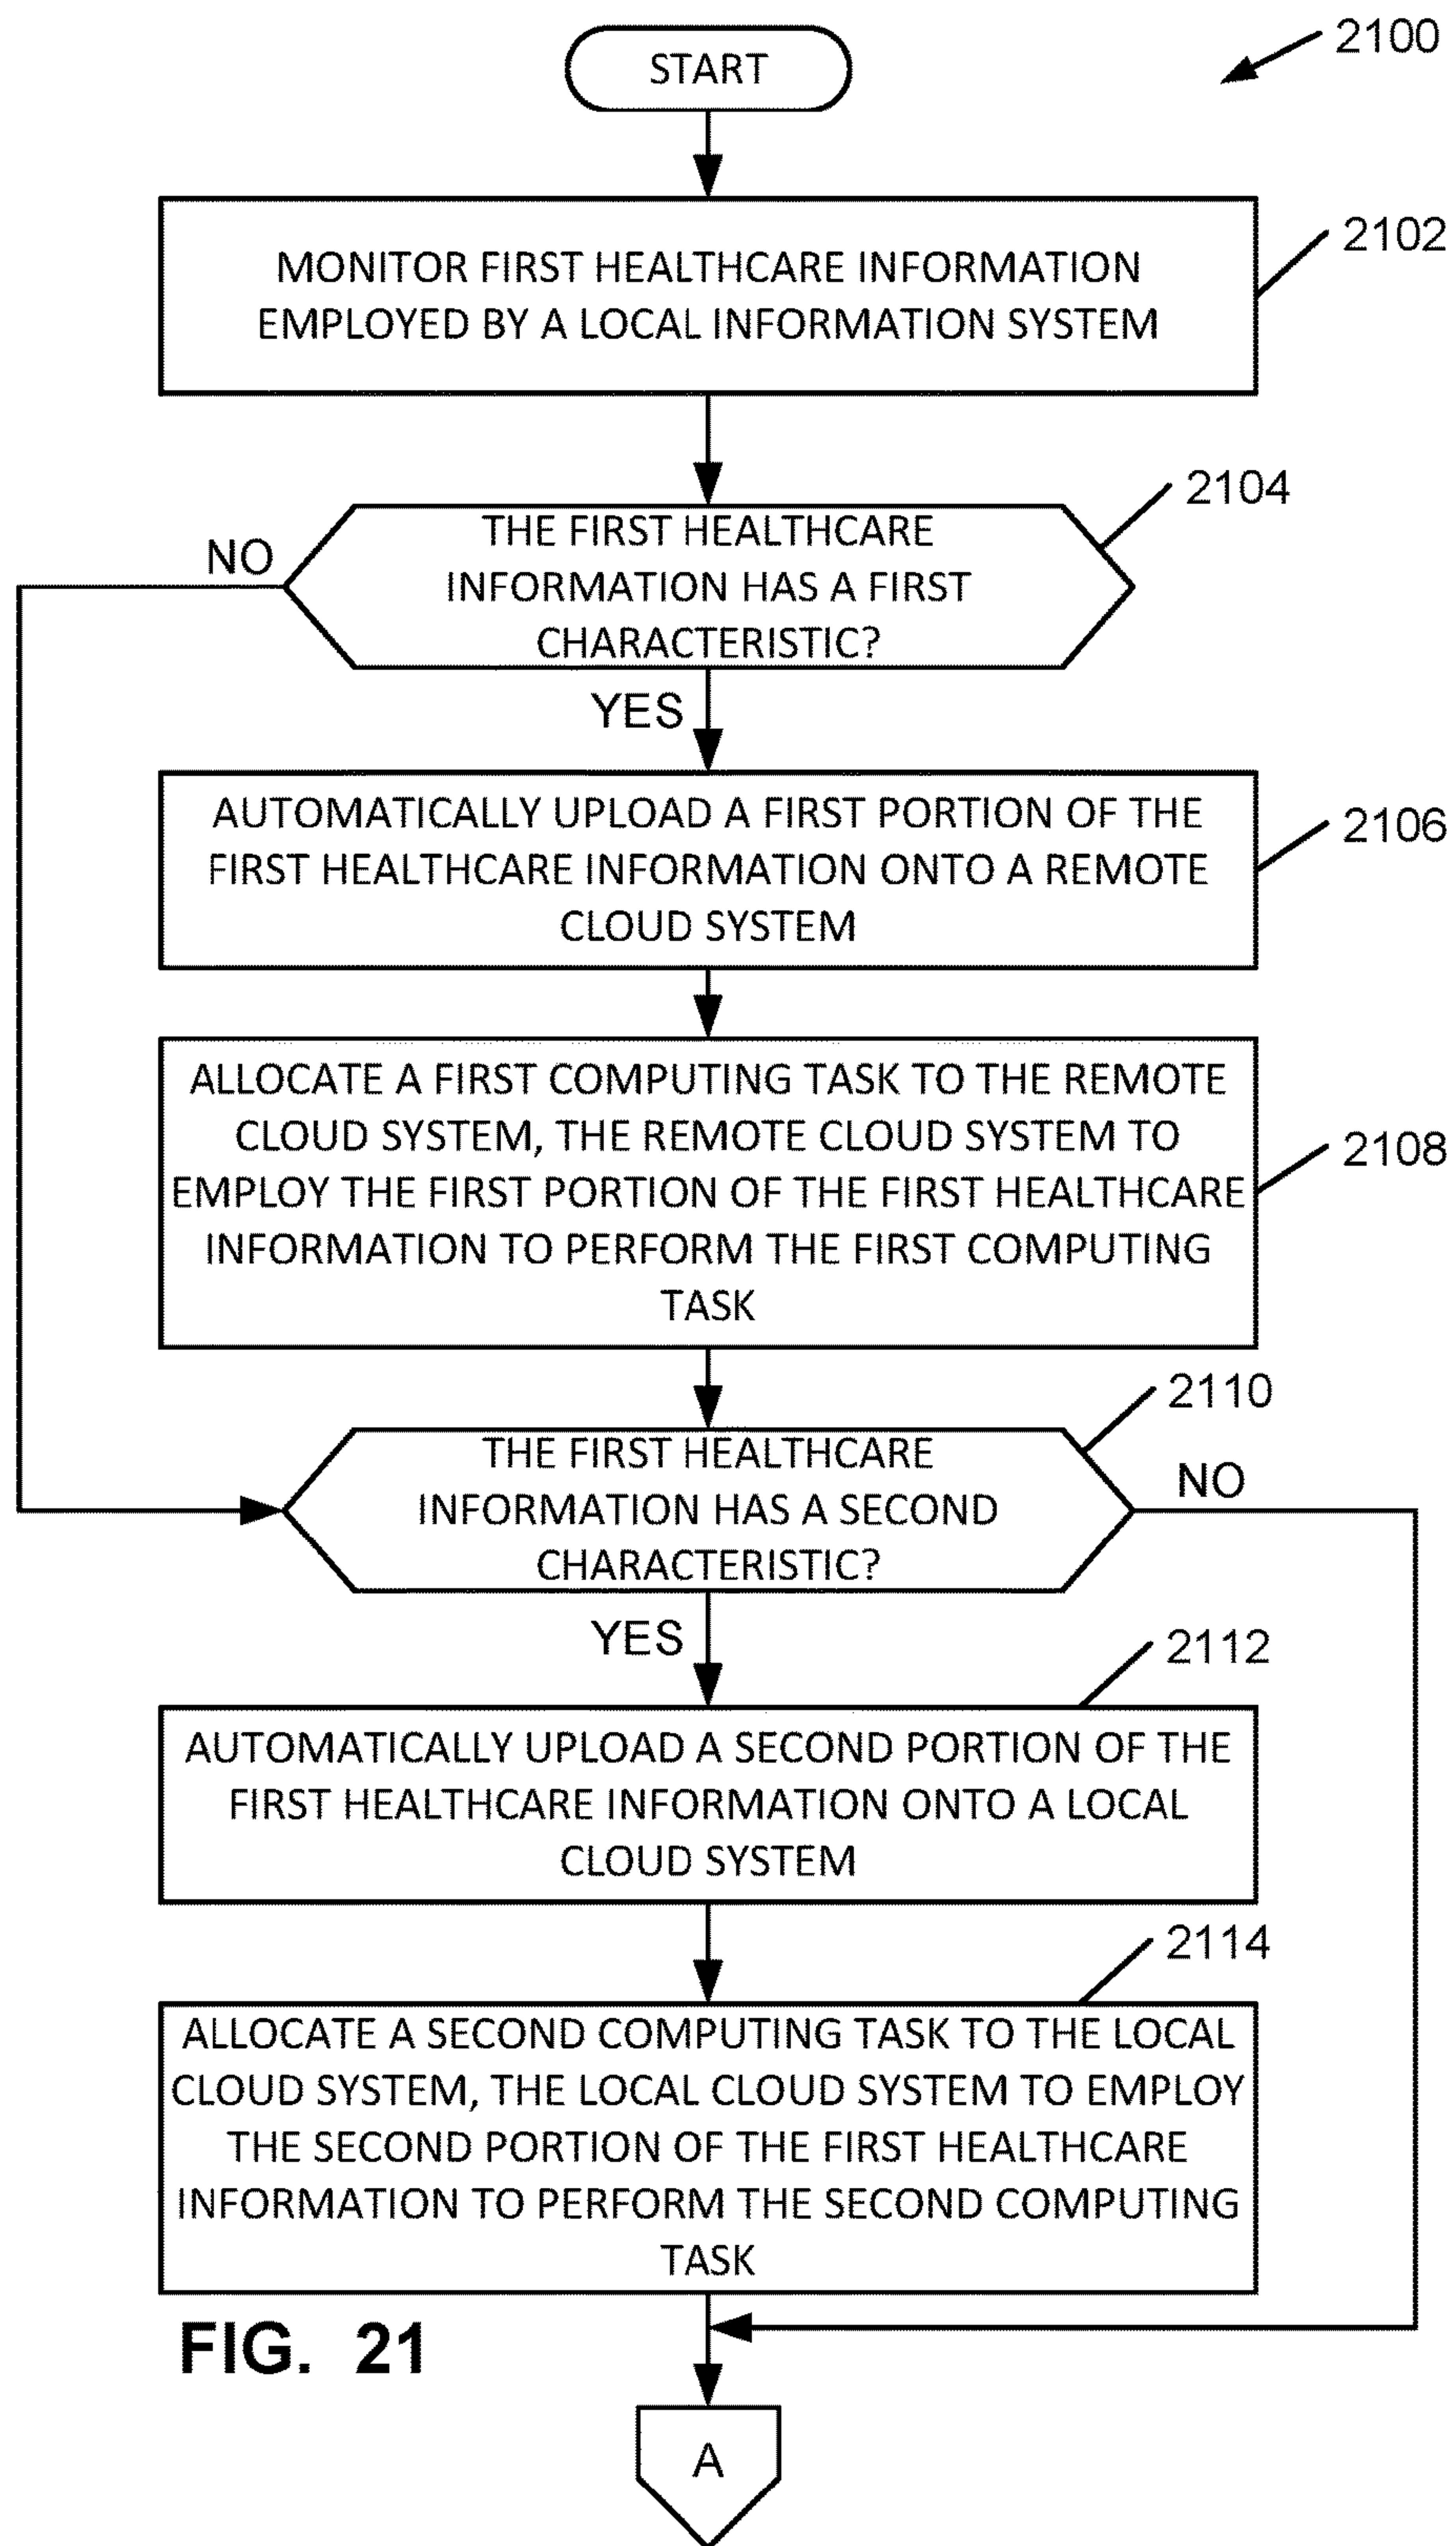 2100
START
2102
MONITOR FIRST HEALTHCARE INFORMATION
EMPLOYED BY A LOCAL INFORMATION SYSTEM
2104
THE FIRST HEALTHCARE
NO
INFORMATION HAS A FIRST
CHARACTERISTIC?
YES
AUTOMATICALLY UPLOAD A FIRST PORTION OF THE
2106
FIRST HEALTHCARE INFORMATION ONTO A REMOTE
CLOUD SYSTEM
ALLOCATE A FIRST COMPUTING TASK TO THE REMOTE
CLOUD SYSTEM, THE REMOTE CLOUD SYSTEM TO
2108
EMPLOY THE FIRST PORTION OF THE FIRST HEALTHCARE
INFORMATION TO PERFORM THE FIRST COMPUTING
TASK
2110
THE FIRST HEALTHCARE
NO
INFORMATION HAS A SECOND
CHARACTERISTIC?
YES
2112
AUTOMATICALLY UPLOAD A SECOND PORTION OF THE
FIRST HEALTHCARE INFORMATION ONTO A LOCAL
CLOUD SYSTEM
2114
ALLOCATE A SECOND COMPUTING TASK TO THE LOCAL
CLOUD SYSTEM, THE LOCAL CLOUD SYSTEM TO EMPLOY
THE SECOND PORTION OF THE FIRST HEALTHCARE
INFORMATION TO PERFORM THE SECOND COMPUTING
TASK
FIG. 21
A